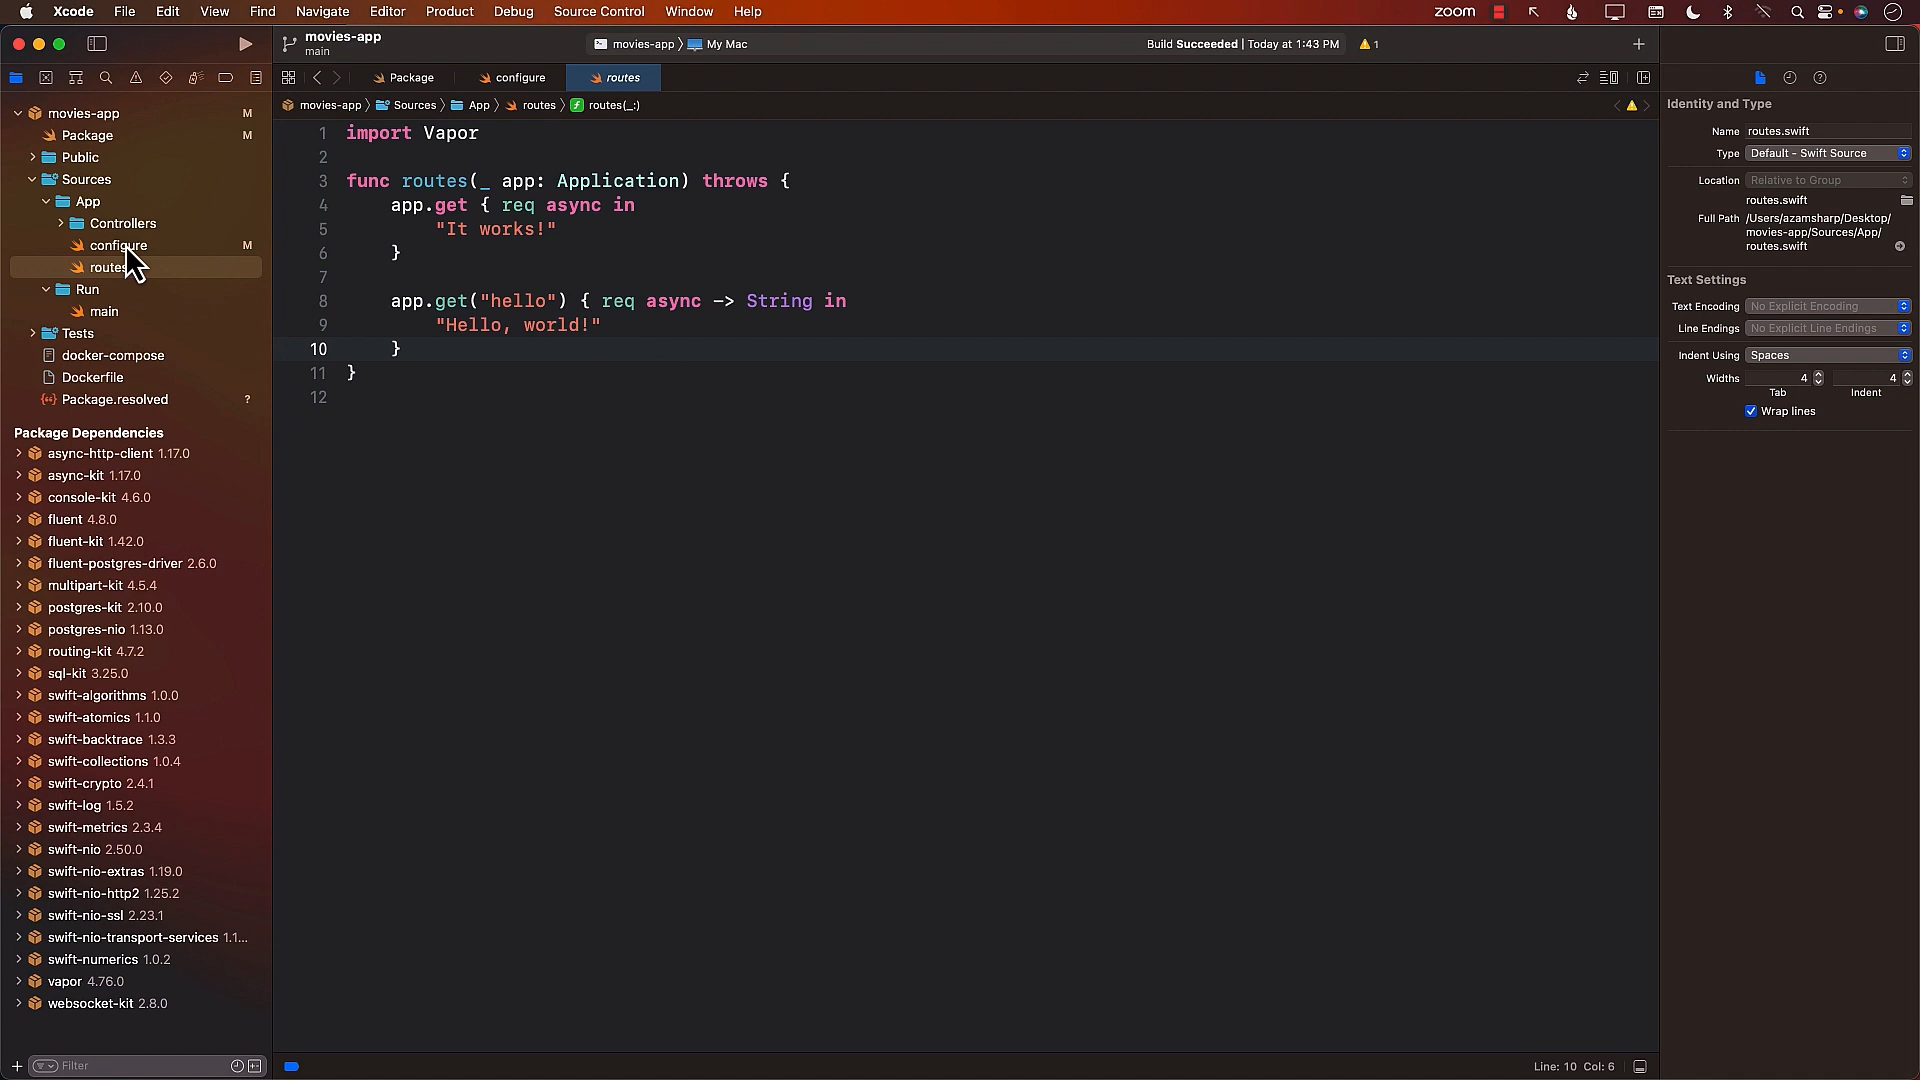 Xcode File Edit View Find Navigate Editor Product Debug Source Control Window Help
zoom
movies-app
main
movies-app
My Mac
Build Succeeded | Today at 1:43 PM
1
Package
configure
routes
movies-app
Sources
App
routes
routes(_:)
movies-app M
Package M
Public
Sources
App
Controllers
configure M
routes
Run
main
Tests
docker-compose
Dockerfile
Package.resolved ?
Package Dependencies
async-http-client 1.17.0
async-kit 1.17.0
console-kit 4.6.0
fluent 4.8.0
fluent-kit 1.42.0
fluent-postgres-driver 2.6.0
multipart-kit 4.5.4
postgres-kit 2.10.0
postgres-nio 1.13.0
routing-kit 4.7.2
sql-kit 3.25.0
swift-algorithms 1.0.0
swift-atomics 1.1.0
swift-backtrace 1.3.3
swift-collections 1.0.4
swift-crypto 2.4.1
swift-log 1.5.2
swift-metrics 2.3.4
swift-nio 2.50.0
swift-nio-extras 1.19.0
swift-nio-http2 1.25.2
swift-nio-ssl 2.23.1
swift-nio-transport-services 1.1...
swift-numerics 1.0.2
vapor 4.76.0
websocket-kit 2.8.0
Filter
1 import Vapor
2
3 func routes(_ app: Application) throws {
4     app.get { req async in
5         "It works!"
6     }
7
8     app.get("hello") { req async -> String in
9         "Hello, world!"
10     }
11 }
12
Line: 10 Col: 6
Identity and Type
Name routes.swift
Type Default - Swift Source
Location Relative to Group
routes.swift
Full Path /Users/azamsharp/Desktop/
movies-app/Sources/App/
routes.swift
Text Settings
Text Encoding No Explicit Encoding
Line Endings No Explicit Line Endings
Indent Using Spaces
Widths 4 4
Tab Indent
Wrap lines